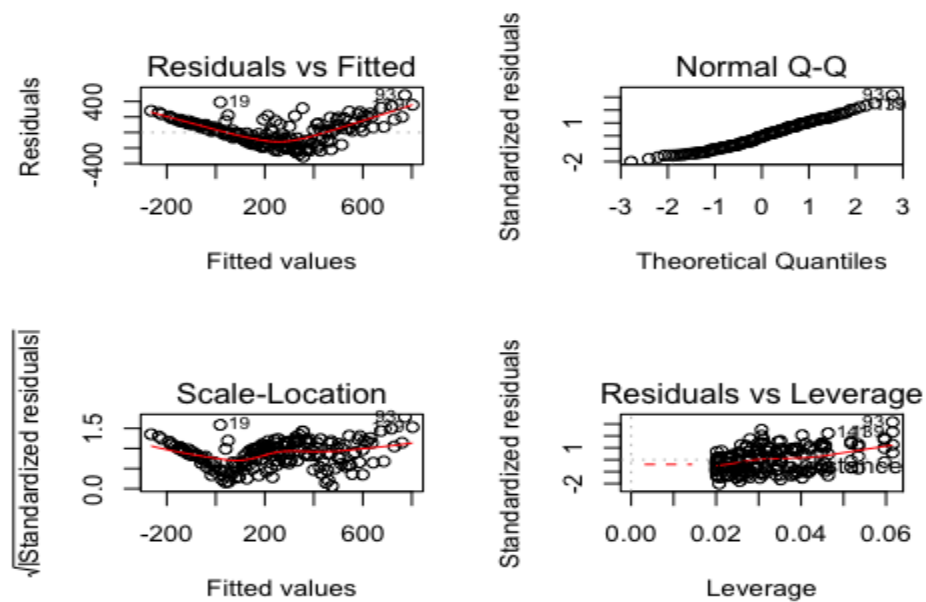 Residuals vs Fitted
Residuals
400
-400
19
93
-200 200 600
Fitted values
Normal Q-Q
Standardized residuals
1
-2
93
-3 -2 -1 0 1 2 3
Theoretical Quantiles
Scale-Location
√|Standardized residuals|
1.5
0.0
19
93
-200 200 600
Fitted values
Residuals vs Leverage
Standardized residuals
1
-2
93
0.00 0.02 0.04 0.06
Leverage